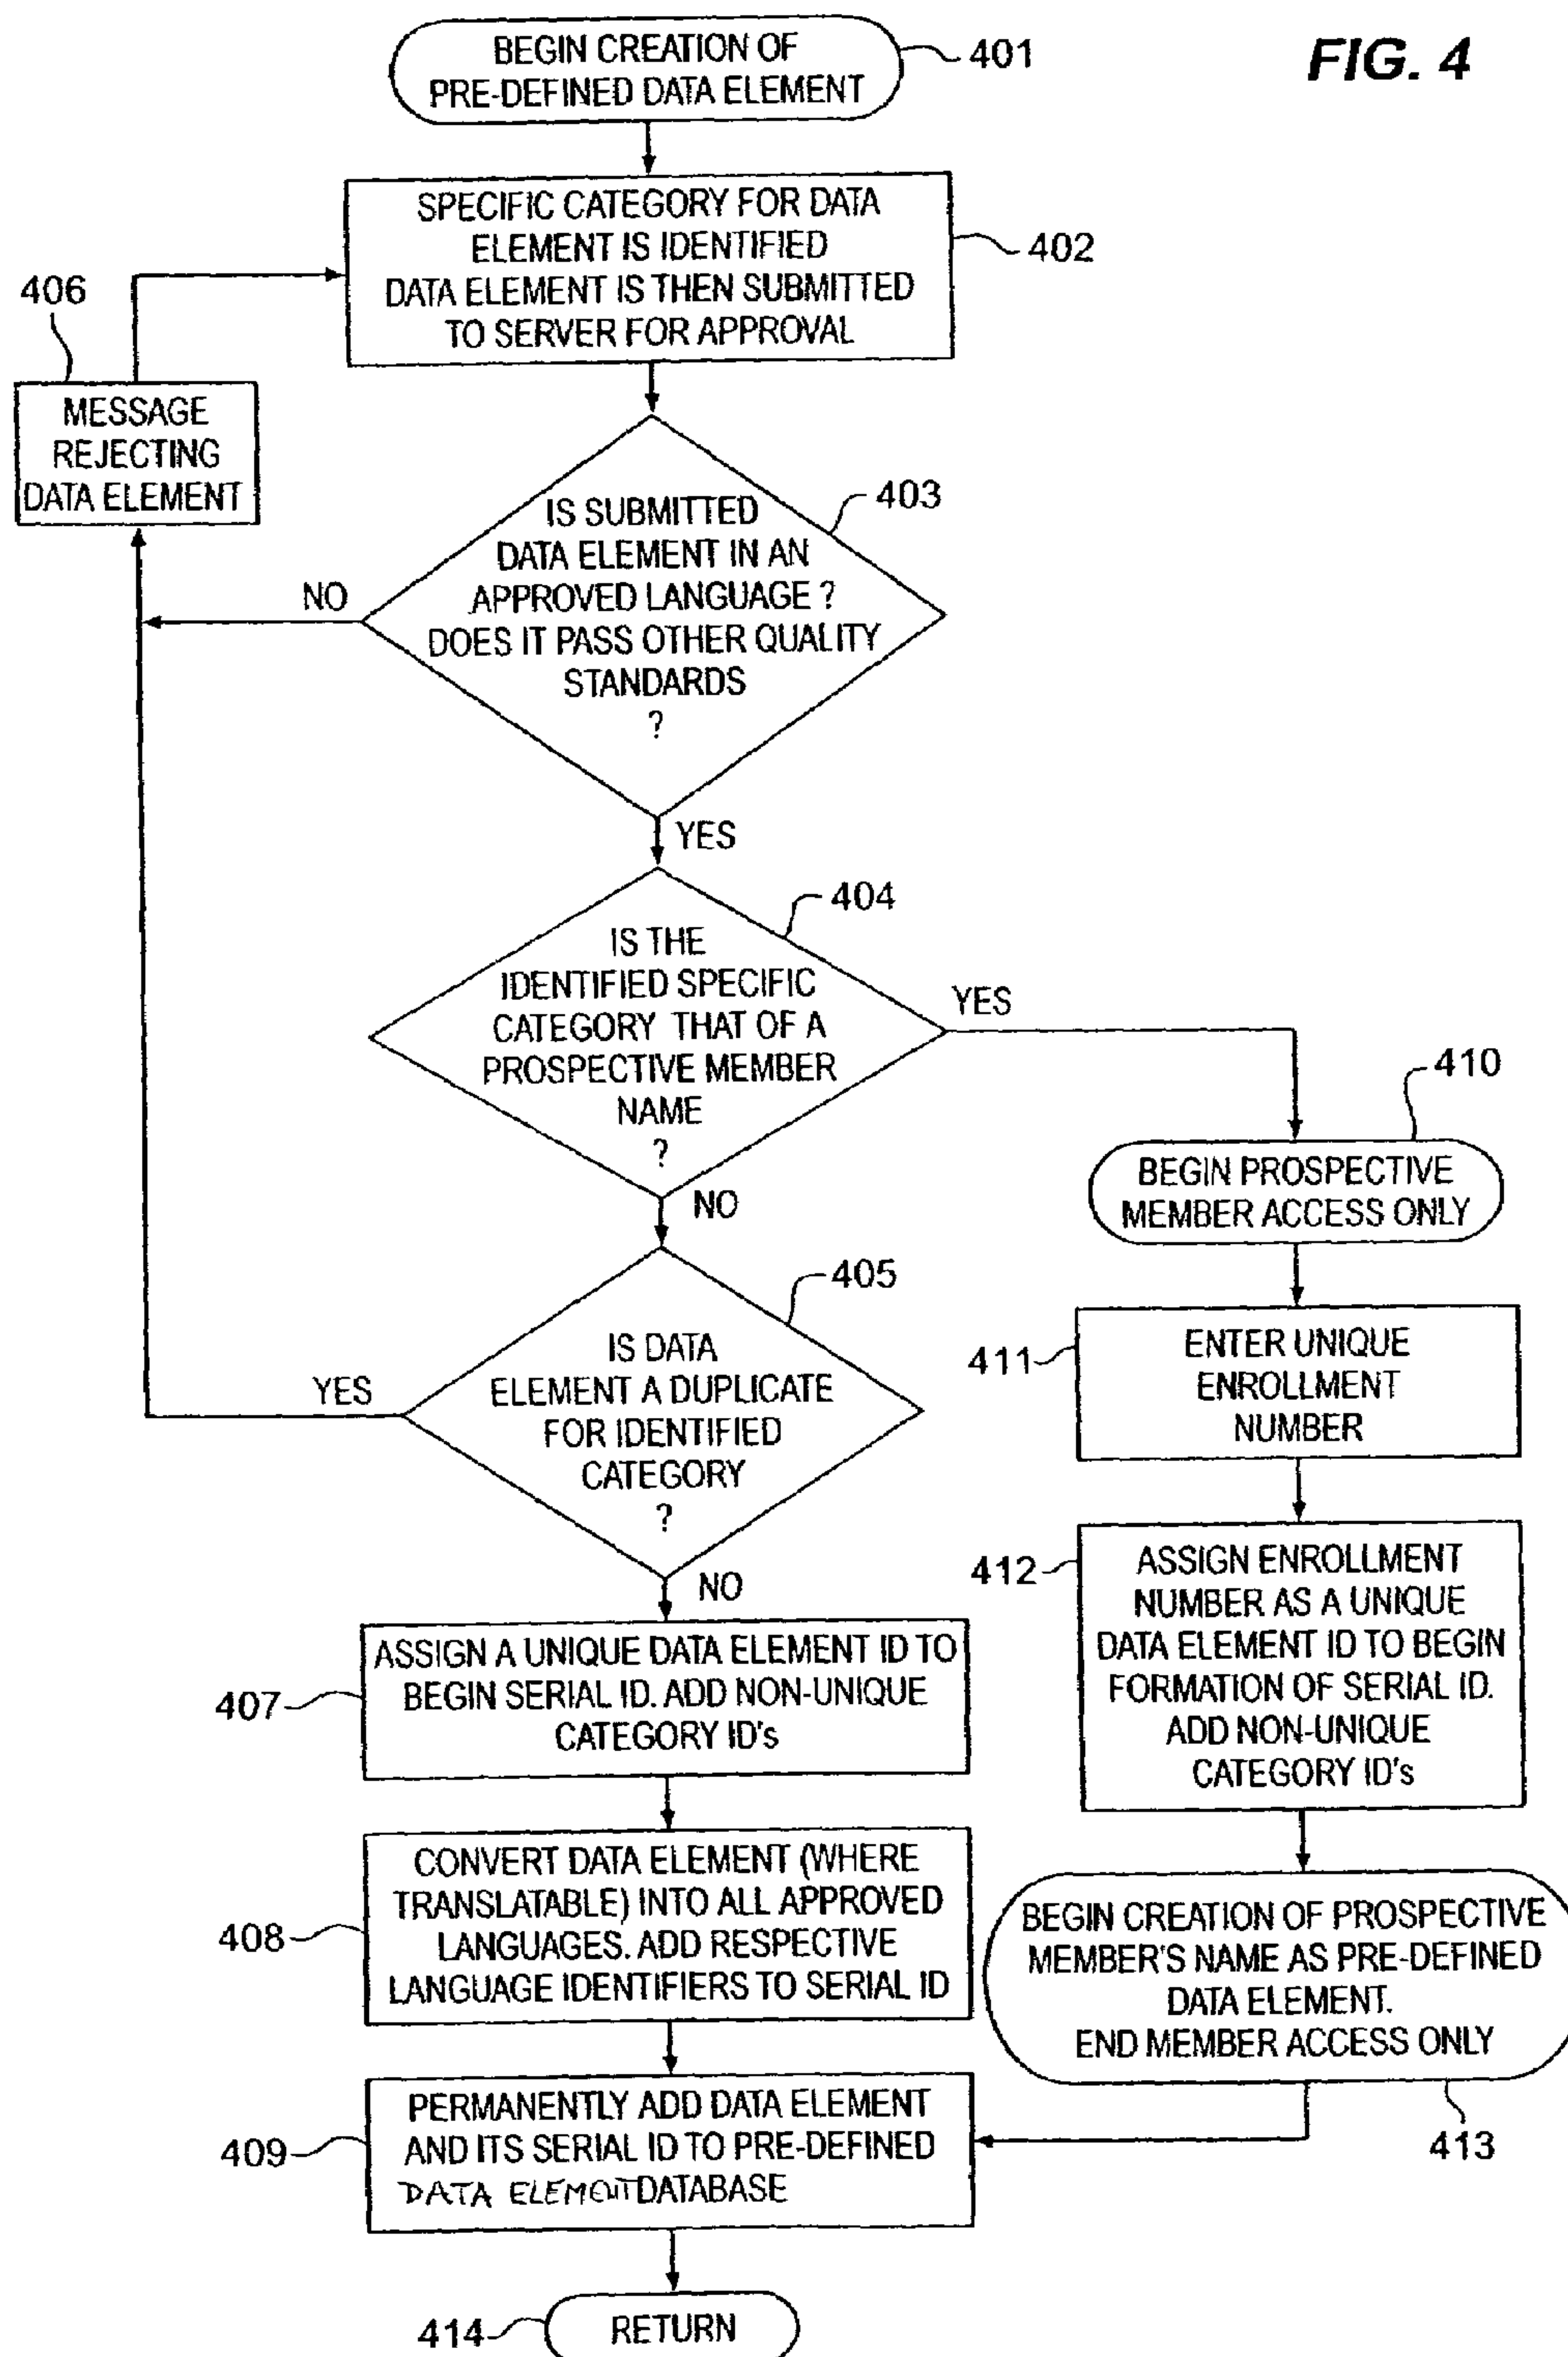 FIG. 4
BEGIN CREATION OF
PRE-DEFINED DATA ELEMENT
401
SPECIFIC CATEGORY FOR DATA
ELEMENT IS IDENTIFIED
DATA ELEMENT IS THEN SUBMITTED
TO SERVER FOR APPROVAL
402
406
MESSAGE
REJECTING
DATA ELEMENT
IS SUBMITTED
DATA ELEMENT IN AN
APPROVED LANGUAGE ?
DOES IT PASS OTHER QUALITY
STANDARDS
?
403
NO
YES
IS THE
IDENTIFIED SPECIFIC
CATEGORY THAT OF A
PROSPECTIVE MEMBER
NAME
?
404
YES
NO
IS DATA
ELEMENT A DUPLICATE
FOR IDENTIFIED
CATEGORY
?
405
YES
NO
ASSIGN A UNIQUE DATA ELEMENT ID TO
BEGIN SERIAL ID. ADD NON-UNIQUE
CATEGORY ID's
407
CONVERT DATA ELEMENT (WHERE
TRANSLATABLE) INTO ALL APPROVED
LANGUAGES. ADD RESPECTIVE
LANGUAGE IDENTIFIERS TO SERIAL ID
408
PERMANENTLY ADD DATA ELEMENT
AND ITS SERIAL ID TO PRE-DEFINED
DATA ELEMENT DATABASE
409
410
BEGIN PROSPECTIVE
MEMBER ACCESS ONLY
411
ENTER UNIQUE
ENROLLMENT
NUMBER
412
ASSIGN ENROLLMENT
NUMBER AS A UNIQUE
DATA ELEMENT ID TO BEGIN
FORMATION OF SERIAL ID.
ADD NON-UNIQUE
CATEGORY ID's
BEGIN CREATION OF PROSPECTIVE
MEMBER'S NAME AS PRE-DEFINED
DATA ELEMENT.
END MEMBER ACCESS ONLY
413
414
RETURN